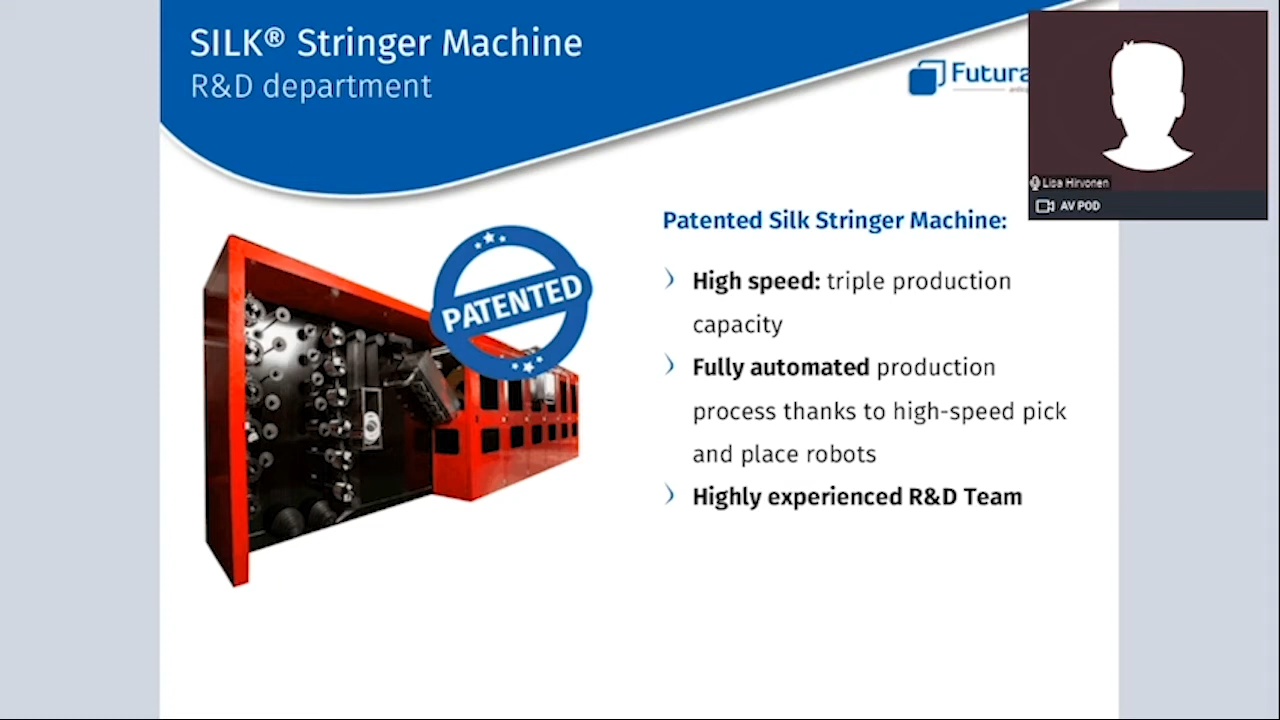 SILK® Stringer Machine
R&D department
Futura
Lisa Hirvonen
AV POD
Patented Silk Stringer Machine:
PATENTED
High speed: triple production
capacity
Fully automated production
process thanks to high-speed pick
and place robots
Highly experienced R&D Team